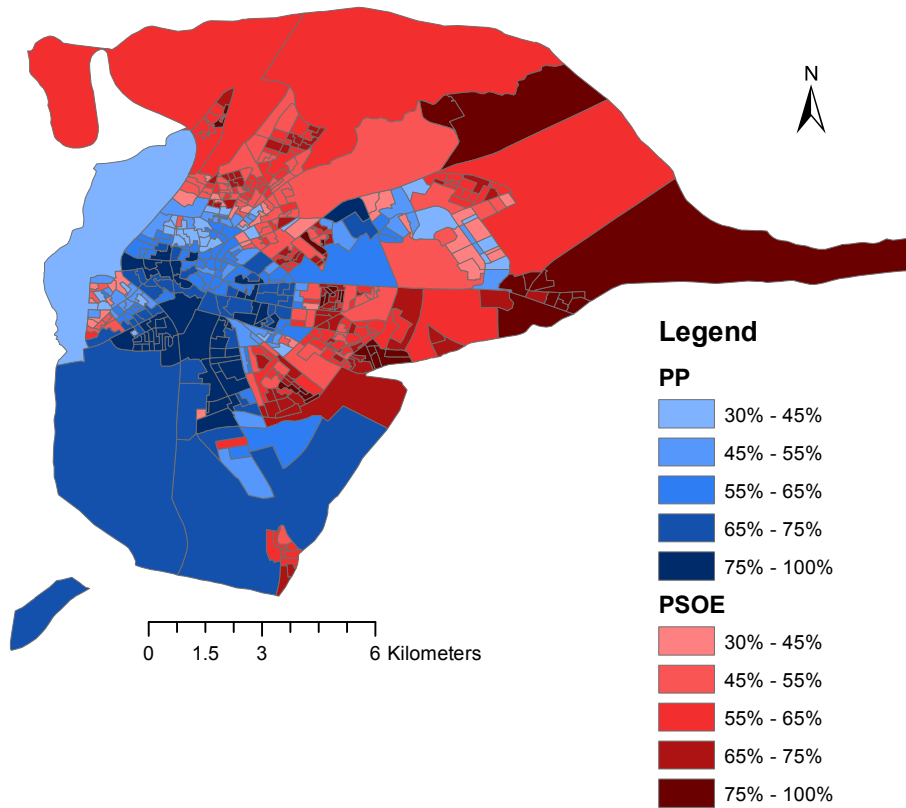 N
Legend
PP
30% - 45%
45% - 55%
55% - 65%
65% - 75%
75% - 100%
PSOE
30% - 45%
45% - 55%
55% - 65%
65% - 75%
75% - 100%
0 1.5 3 6 Kilometers